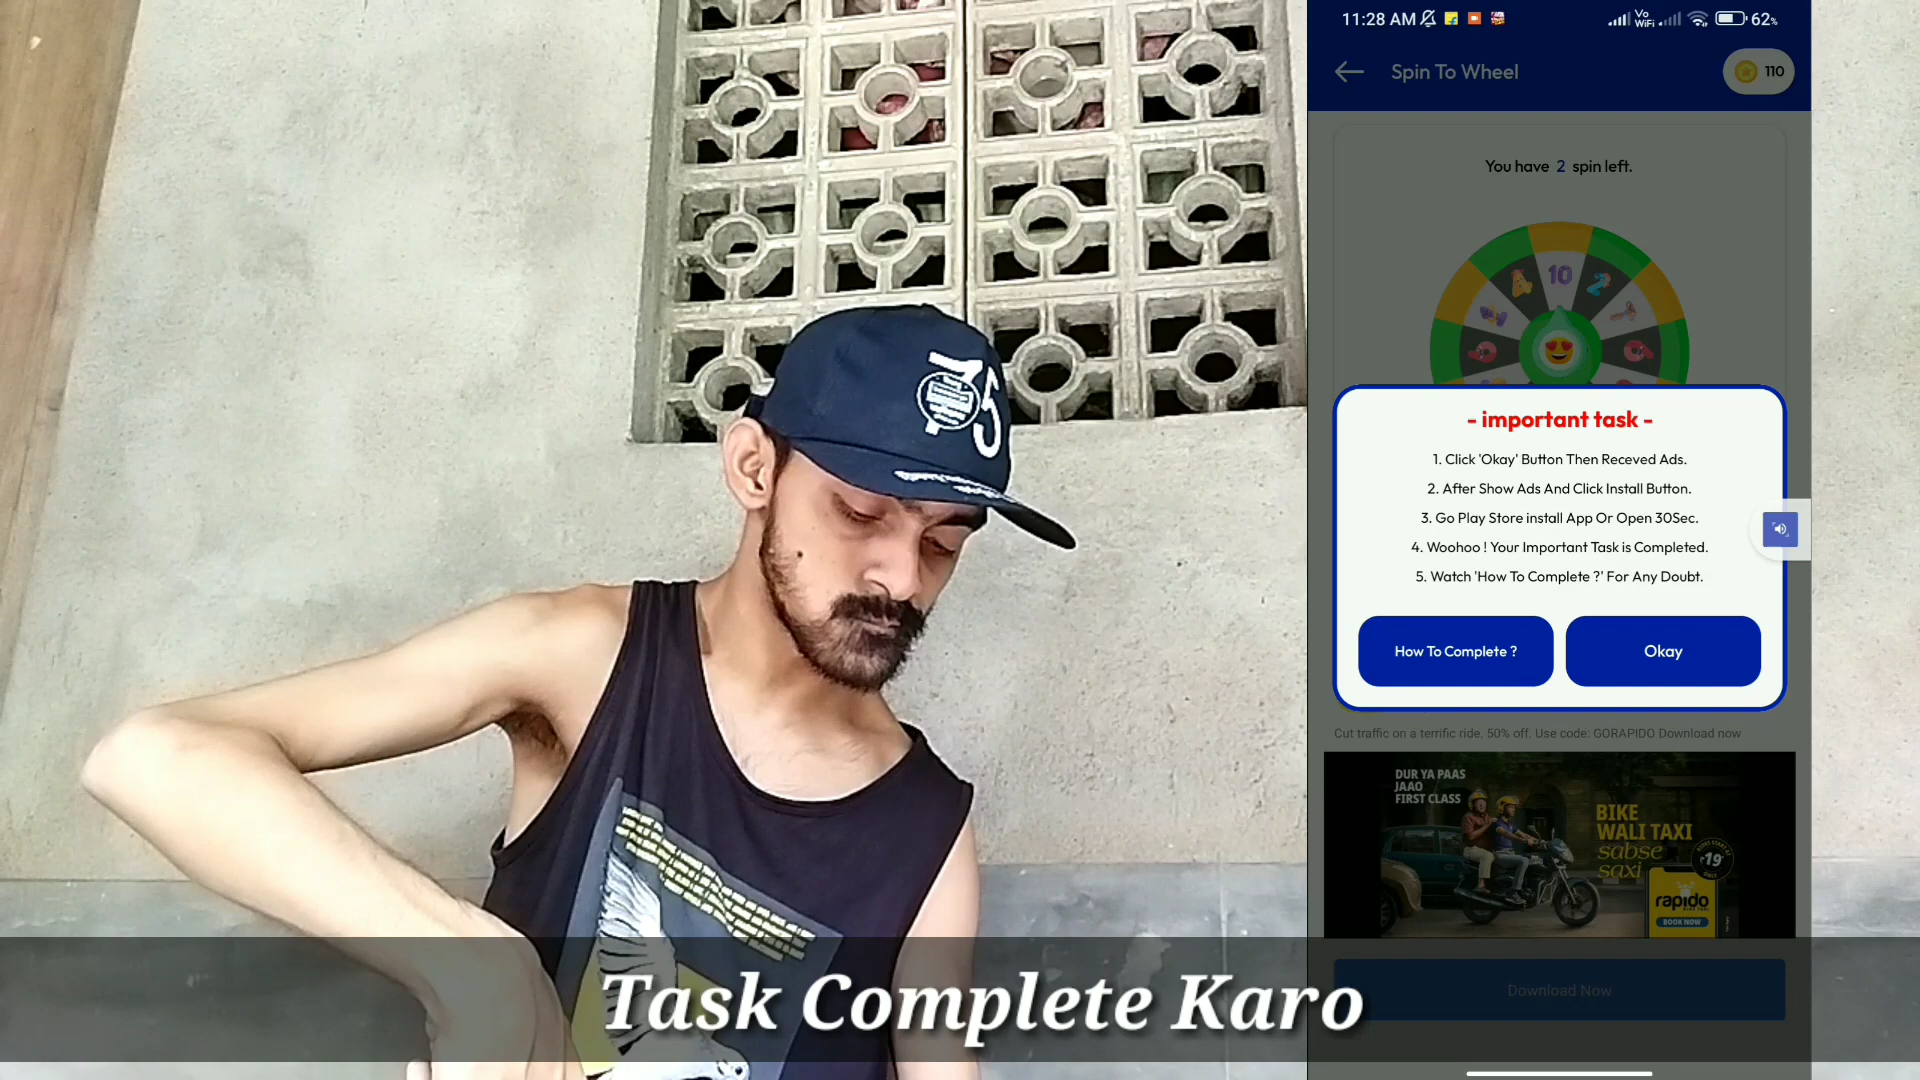 11:28 AM
Vo
WiFi
62%
Spin To Wheel
110
You have 2 spin left.
10
75
- important task -
1. Click 'Okay' Button Then Receved Ads.
2. After Show Ads And Click Install Button.
3. Go Play Store install App Or Open 30Sec.
4. Woohoo ! Your Important Task is Completed.
5. Watch 'How To Complete ?' For Any Doubt.
How To Complete ?
Okay
Cut traffic on a terrific ride. 50% off. Use code: GORAPIDO Download now
DUR YA PAAS
JAAO
FIRST CLASS
BIKE
WALI TAXI
sabse
saxi
₹19
rapido
BOOK NOW
Download Now
Task Complete Karo